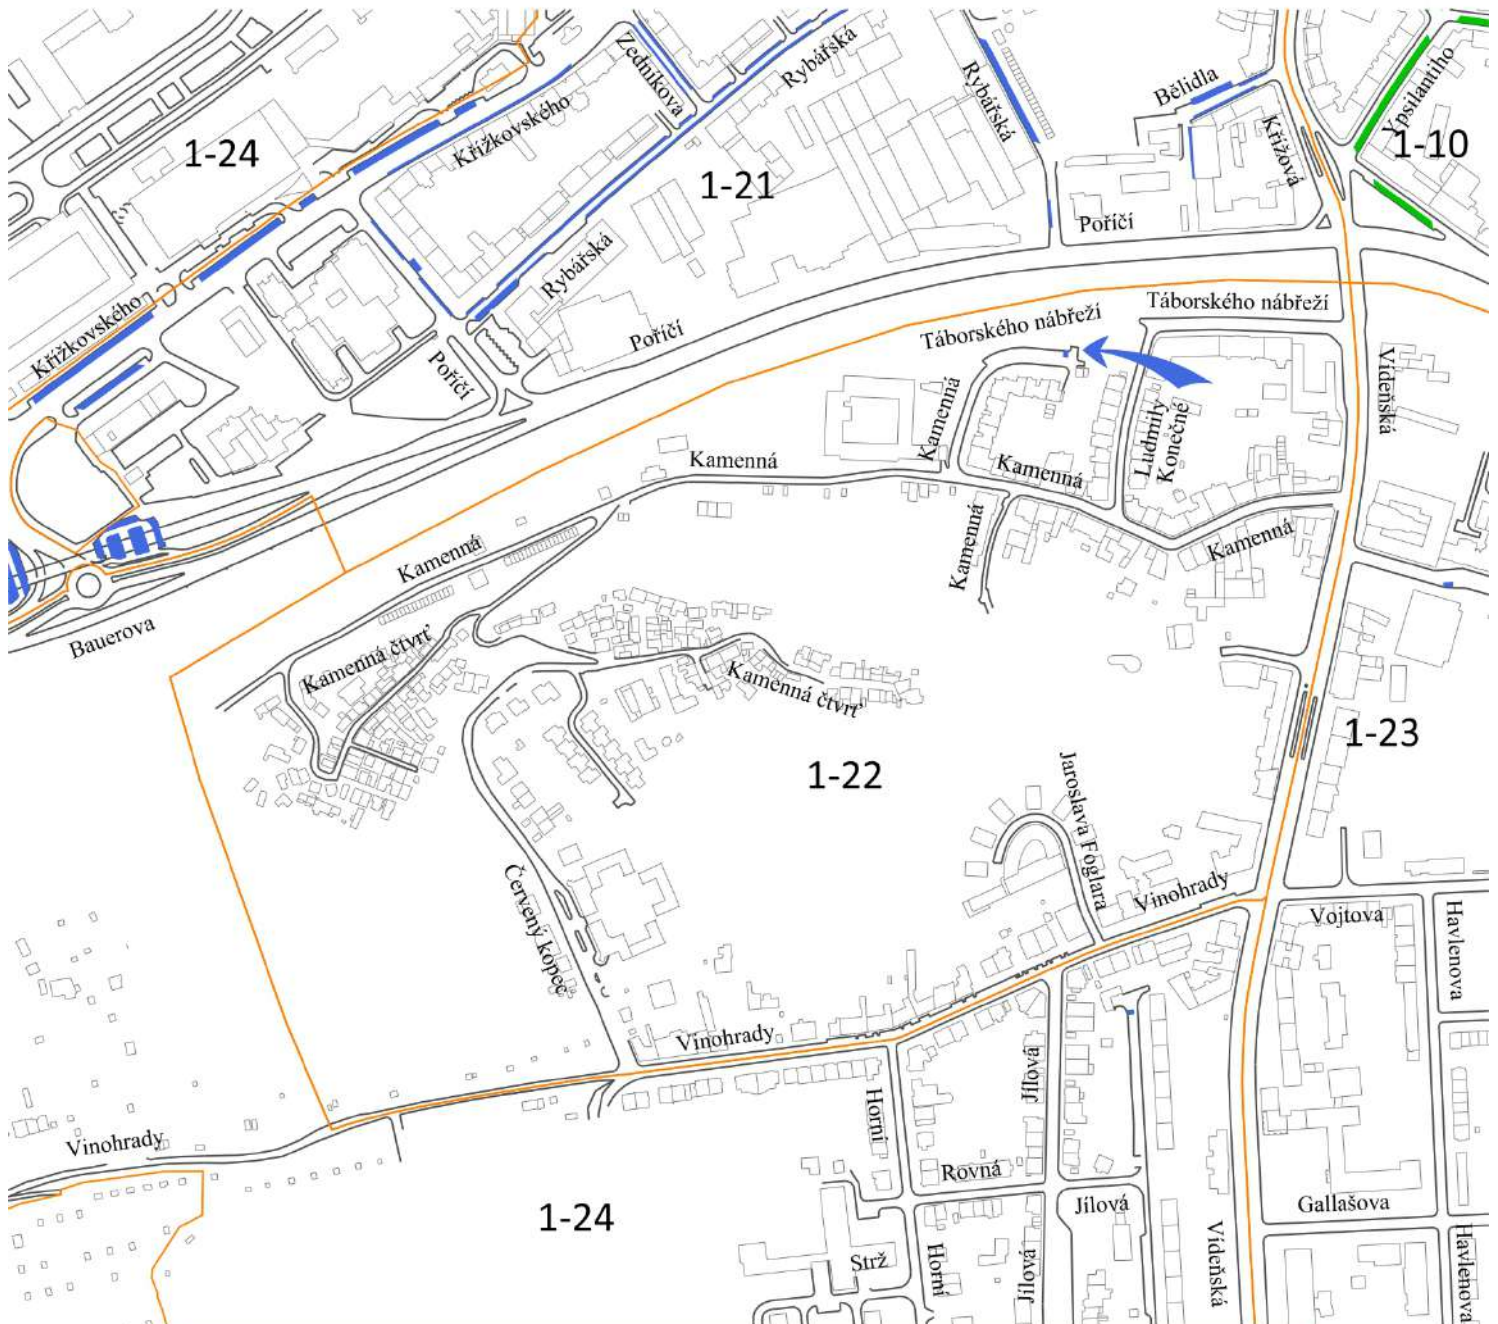 Zedníkova
Rybářská
Rybářská
Bělidla
Ypsilantiho
1-24
Křížkovského
1-21
Křížová
1-10
Poříčí
Rybářská
Křížkovského
Poříčí
Poříčí
Táborského nábřeží
Táborského nábřeží
Vídeňská
Kamenná
Ludmily
Konečné
Kamenná
Kamenná
Kamenná
Kamenná
Kamenná
Bauerova
Kamenná čtvrť
Kamenná čtvrť
1-22
1-23
Jaroslava Foglara
Červený kopec
Vinohrady
Vojtova
Havlenova
Vinohrady
Jílová
Horní
Vinohrady
Rovná
Jílová
Gallašova
1-24
Strž
Horní
Jílová
Vídeňská
Havlenova